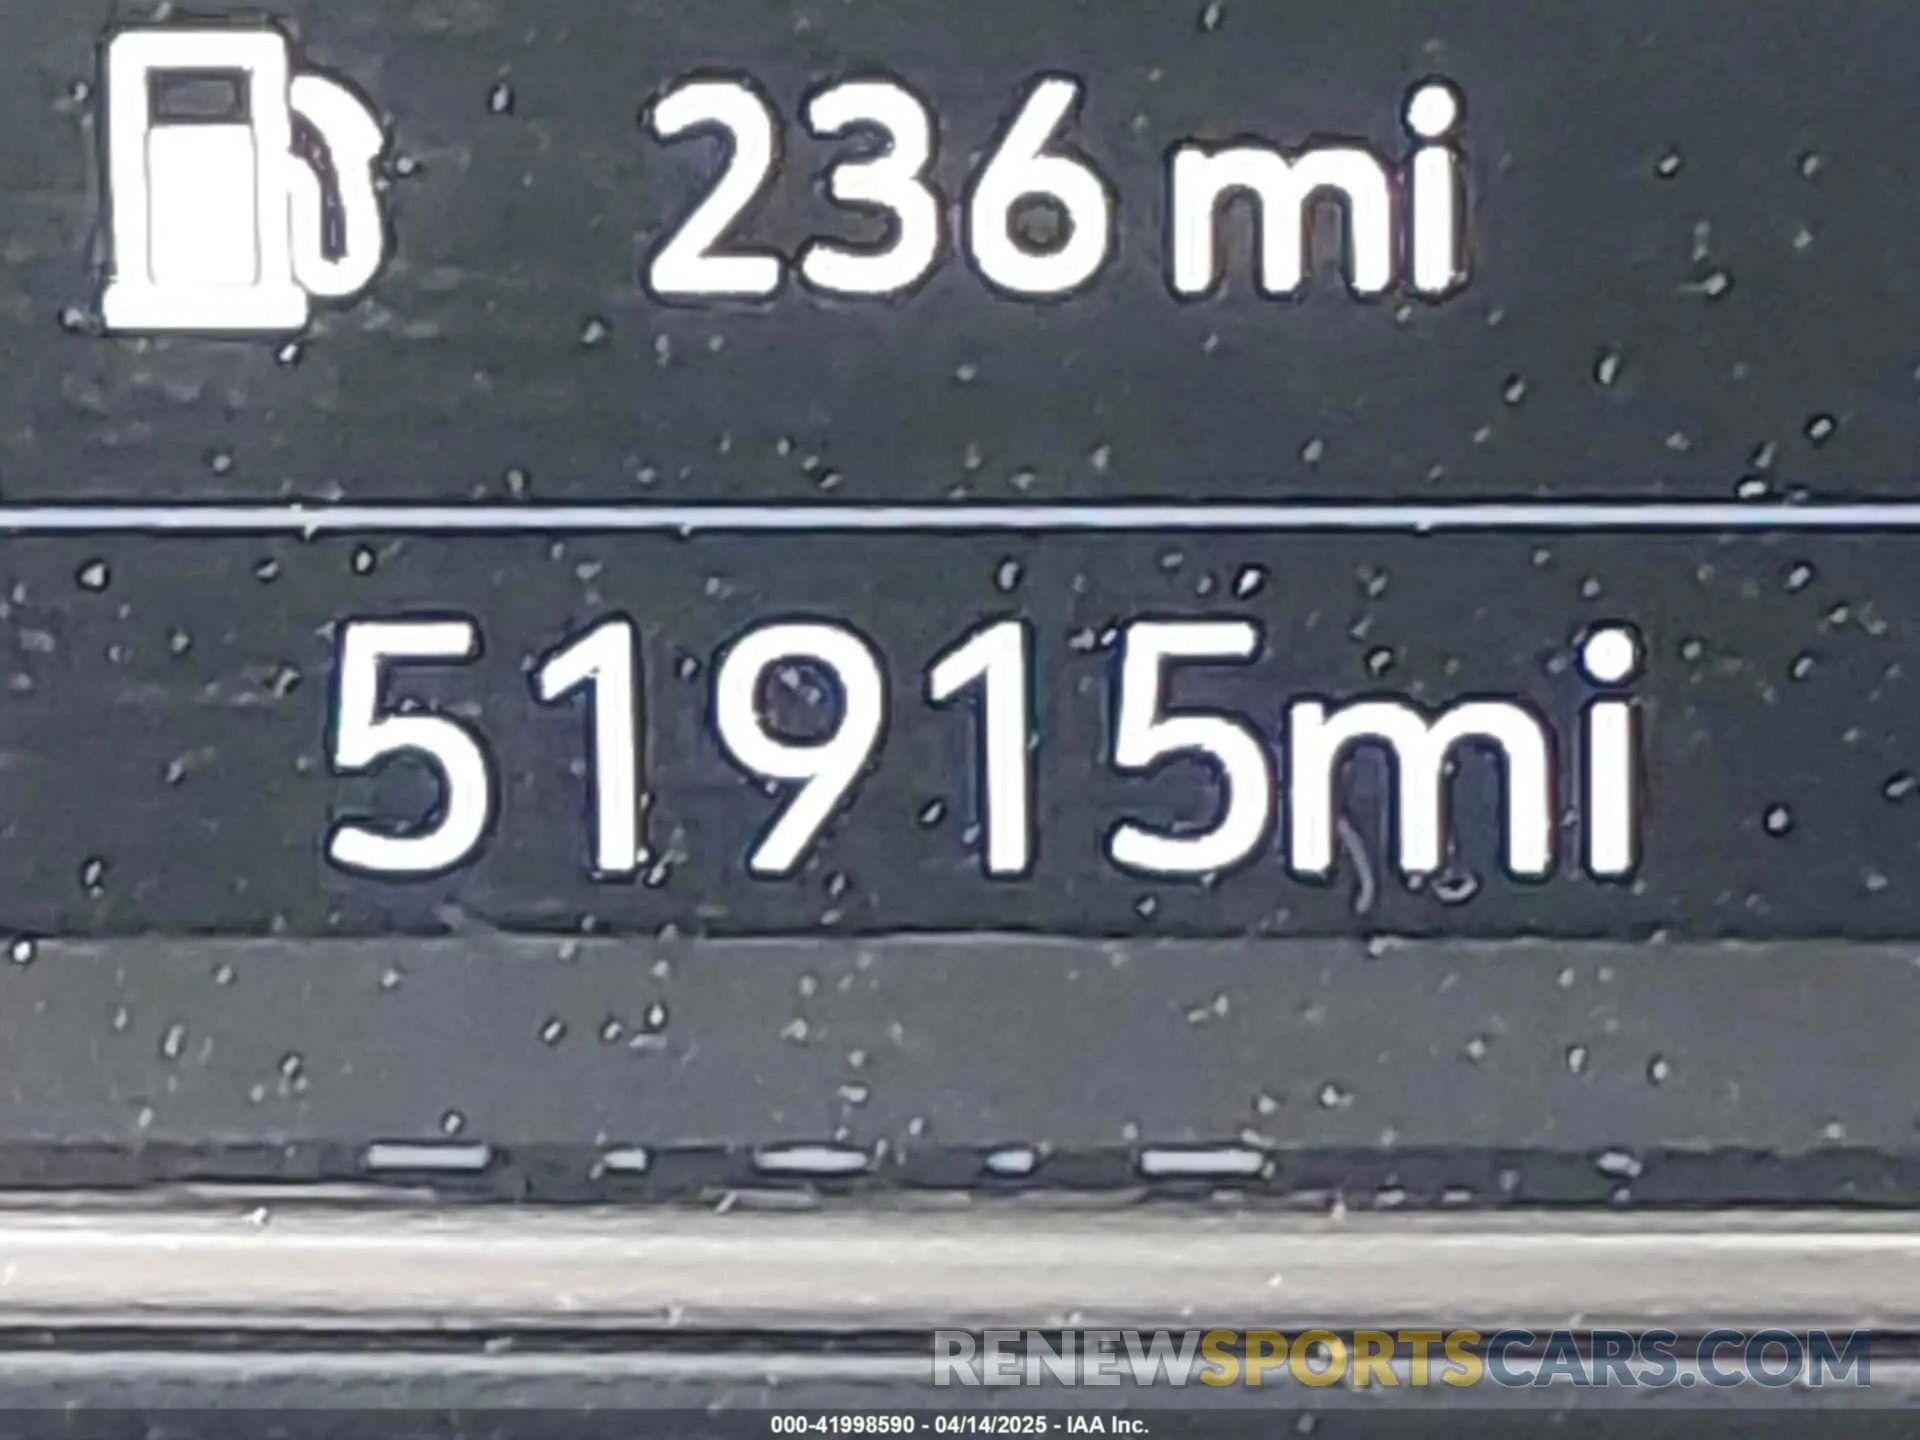 236 mi
51915mi
RENEWSPORTSCARS.COM
000-41998590 - 04/14/2025 - IAA Inc.